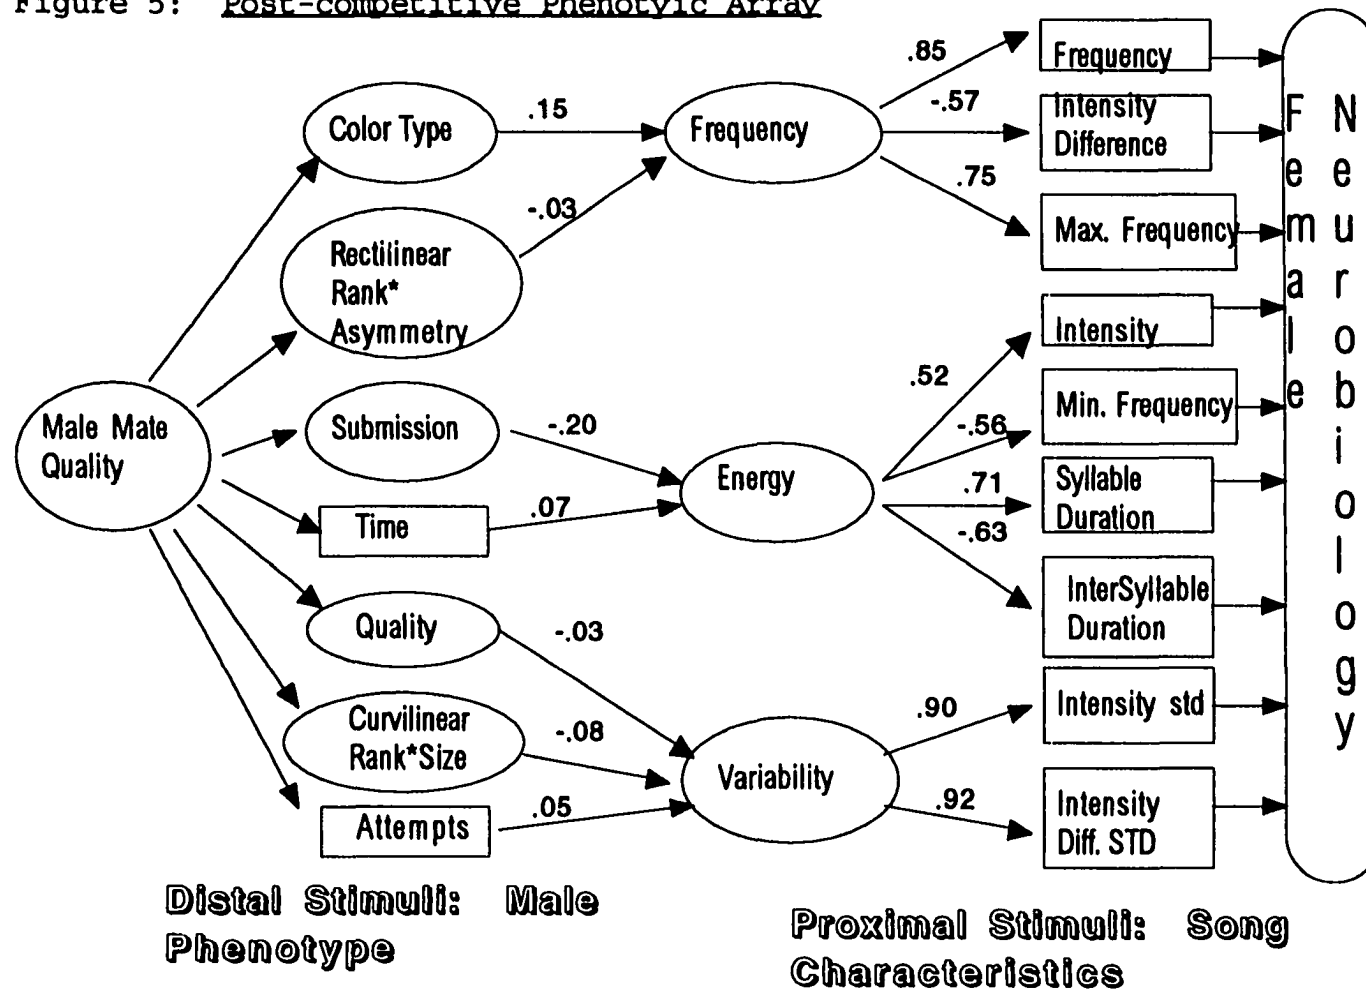 Figure 5: Post-competitive Phenotyic Array
Color Type
.15
Frequency
.85
-.57
.75
Frequency
Intensity
Difference
Max. Frequency
Rectilinear
Rank*
Asymmetry
-.03
Male Mate
Quality
Submission
-.20
Time
.07
Energy
.52
-.56
.71
-.63
Intensity
Min. Frequency
Syllable
Duration
InterSyllable
Duration
Quality
-.03
Curvilinear
Rank*Size
-.08
Attempts
.05
Variability
.90
.92
Intensity std
Intensity
Diff. STD
Female
Neurobiology
Distal Stimuli: Male
Phenotype
Proximal Stimuli: Song
Characteristics